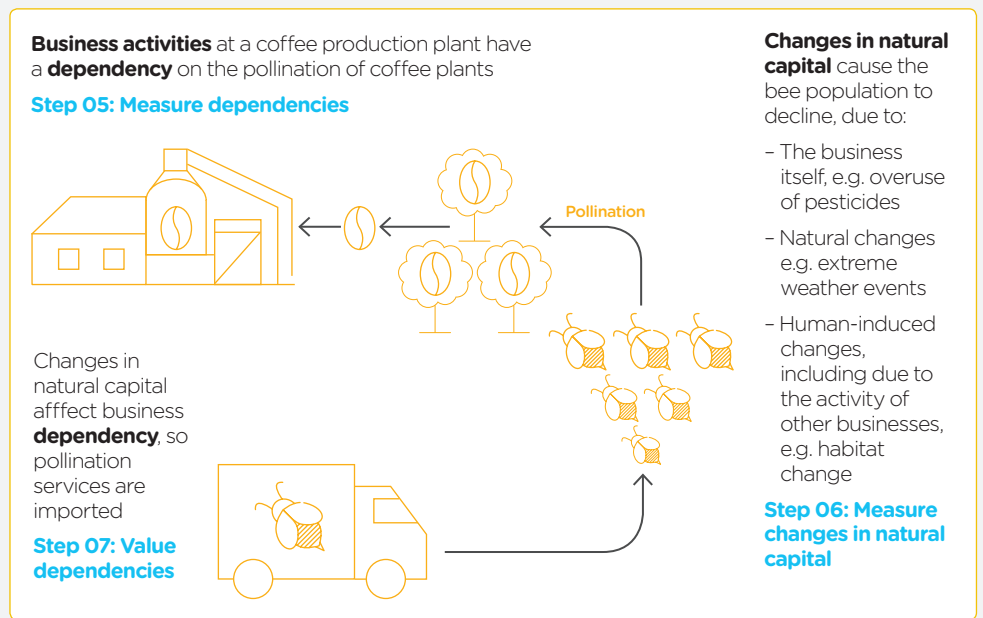 Business activities at a coffee production plant have
a dependency on the pollination of coffee plants
Step 05: Measure dependencies
Changes in natural
capital cause the
bee population to
decline, due to:
– The business
itself, e.g. overuse
of pesticides
– Natural changes
e.g. extreme
weather events
– Human-induced
changes,
including due to
the activity of
other businesses,
e.g. habitat
change
Step 06: Measure
changes in natural
capital
Pollination
Changes in
natural capital
afffect business
dependency, so
pollination
services are
imported
Step 07: Value
dependencies